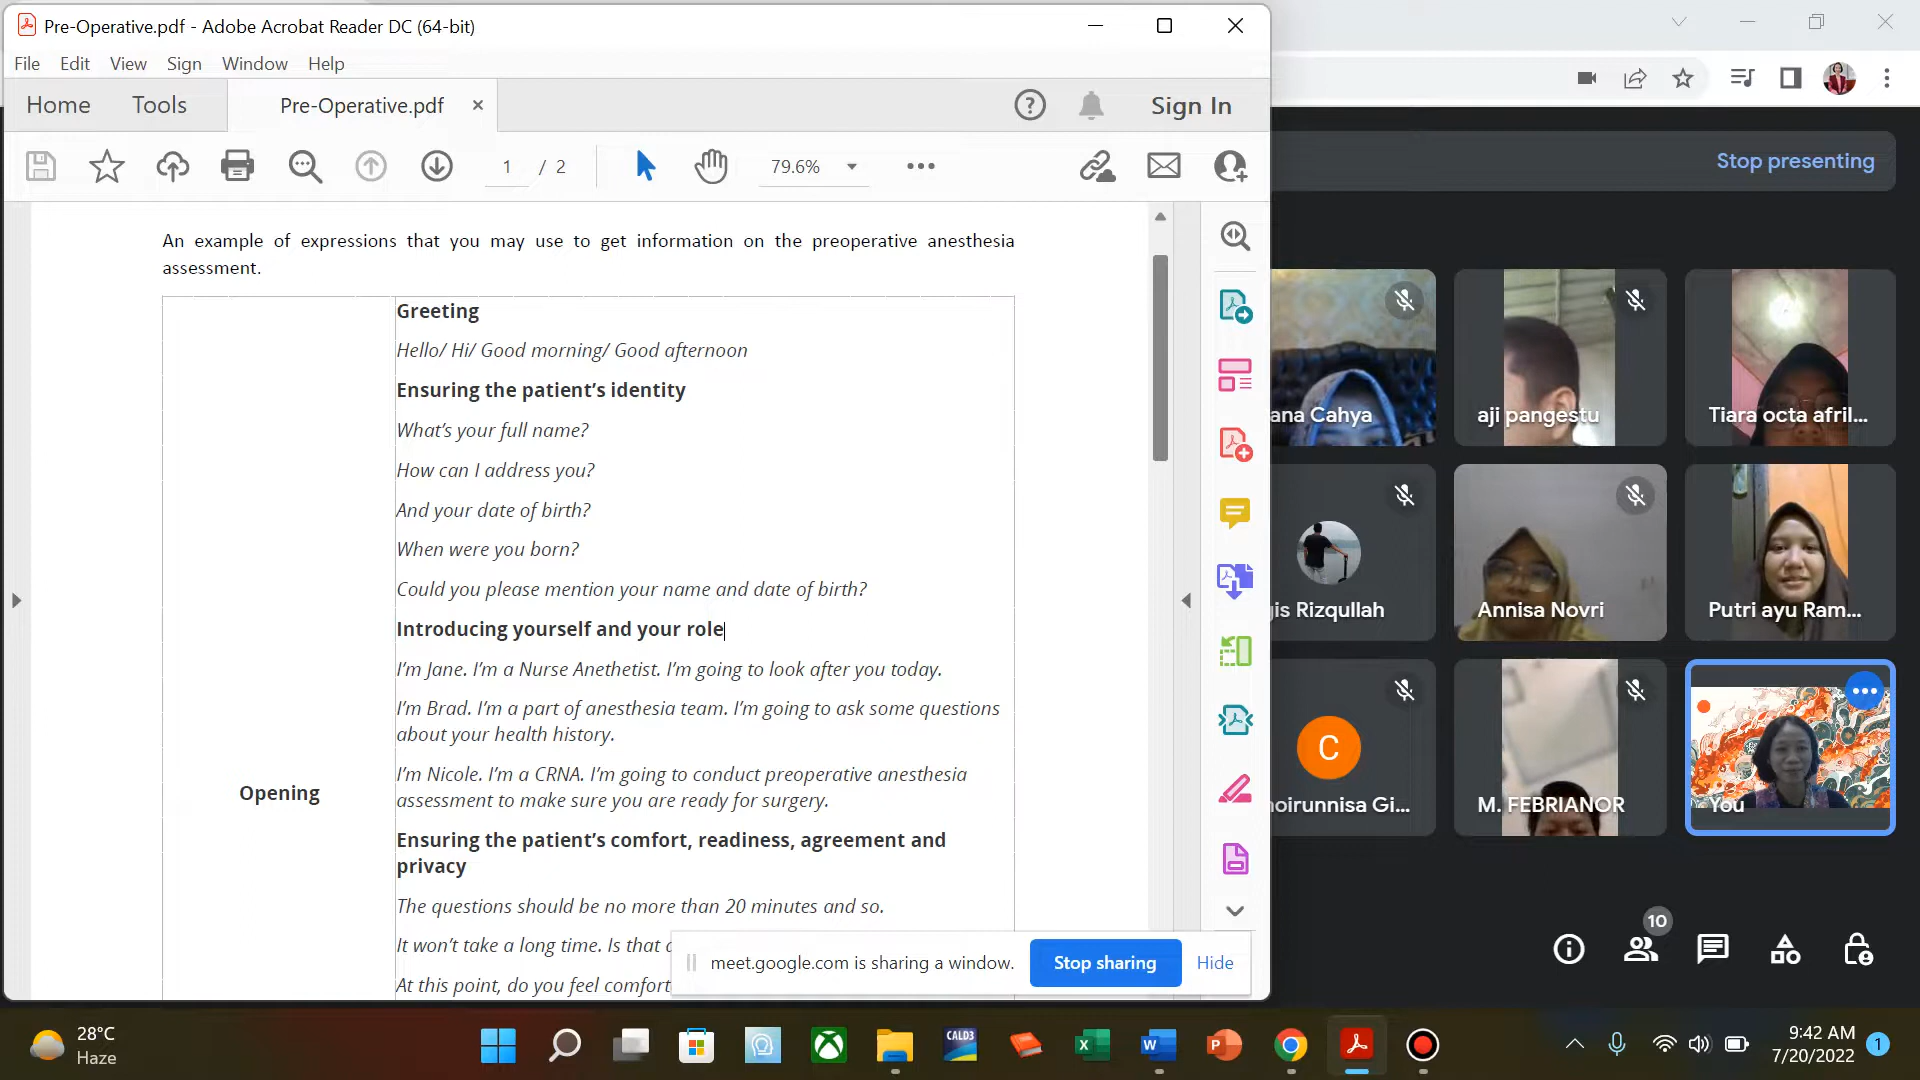 Pre-Operative.pdf - Adobe Acrobat Reader DC (64-bit)
File Edit View Sign Window Help
Home Tools Pre-Operative.pdf Sign In
1 / 2 79.6%
An example of expressions that you may use to get information on the preoperative anesthesia
assessment.
Greeting
Hello/ Hi/ Good morning/ Good afternoon
Ensuring the patient’s identity
What’s your full name?
How can I address you?
And your date of birth?
When were you born?
Could you please mention your name and date of birth?
Introducing yourself and your role
I’m Jane. I’m a Nurse Anethetist. I’m going to look after you today.
I’m Brad. I’m a part of anesthesia team. I’m going to ask some questions
about your health history.
I’m Nicole. I’m a CRNA. I’m going to conduct preoperative anesthesia
assessment to make sure you are ready for surgery.
Opening
Ensuring the patient’s comfort, readiness, agreement and
privacy
The questions should be no more than 20 minutes and so.
It won’t take a long time. Is that
At this point, do you feel comfort
meet.google.com is sharing a window. Stop sharing Hide
Stop presenting
ana Cahya
aji pangestu
Tiara octa afril...
gis Rizqullah
Annisa Novri
Putri ayu Ram...
C
oirunnisa Gi...
M. FEBRIANOR
You
10
28°C
Haze
CALD3
9:42 AM
7/20/2022
1